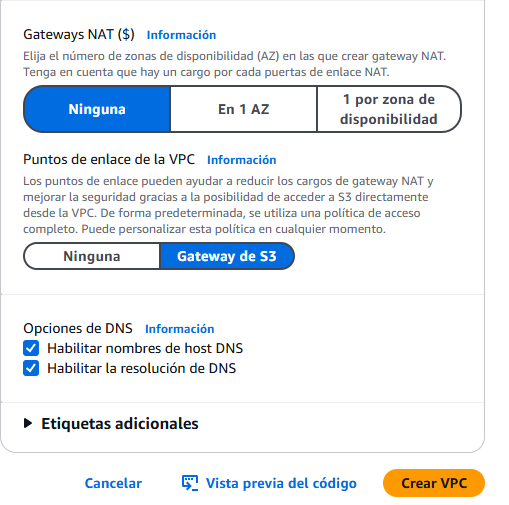 Gateways NAT ($) Información
Elija el número de zonas de disponibilidad (AZ) en las que crear gateway NAT.
Tenga en cuenta que hay un cargo por cada puertas de enlace NAT.
Ninguna
En 1 AZ
1 por zona de
disponibilidad
Puntos de enlace de la VPC Información
Los puntos de enlace pueden ayudar a reducir los cargos de gateway NAT y
mejorar la seguridad gracias a la posibilidad de acceder a S3 directamente
desde la VPC. De forma predeterminada, se utiliza una política de acceso
completo. Puede personalizar esta política en cualquier momento.
Ninguna
Gateway de S3
Opciones de DNS Información
Habilitar nombres de host DNS
Habilitar la resolución de DNS
Etiquetas adicionales
Cancelar
Vista previa del código
Crear VPC